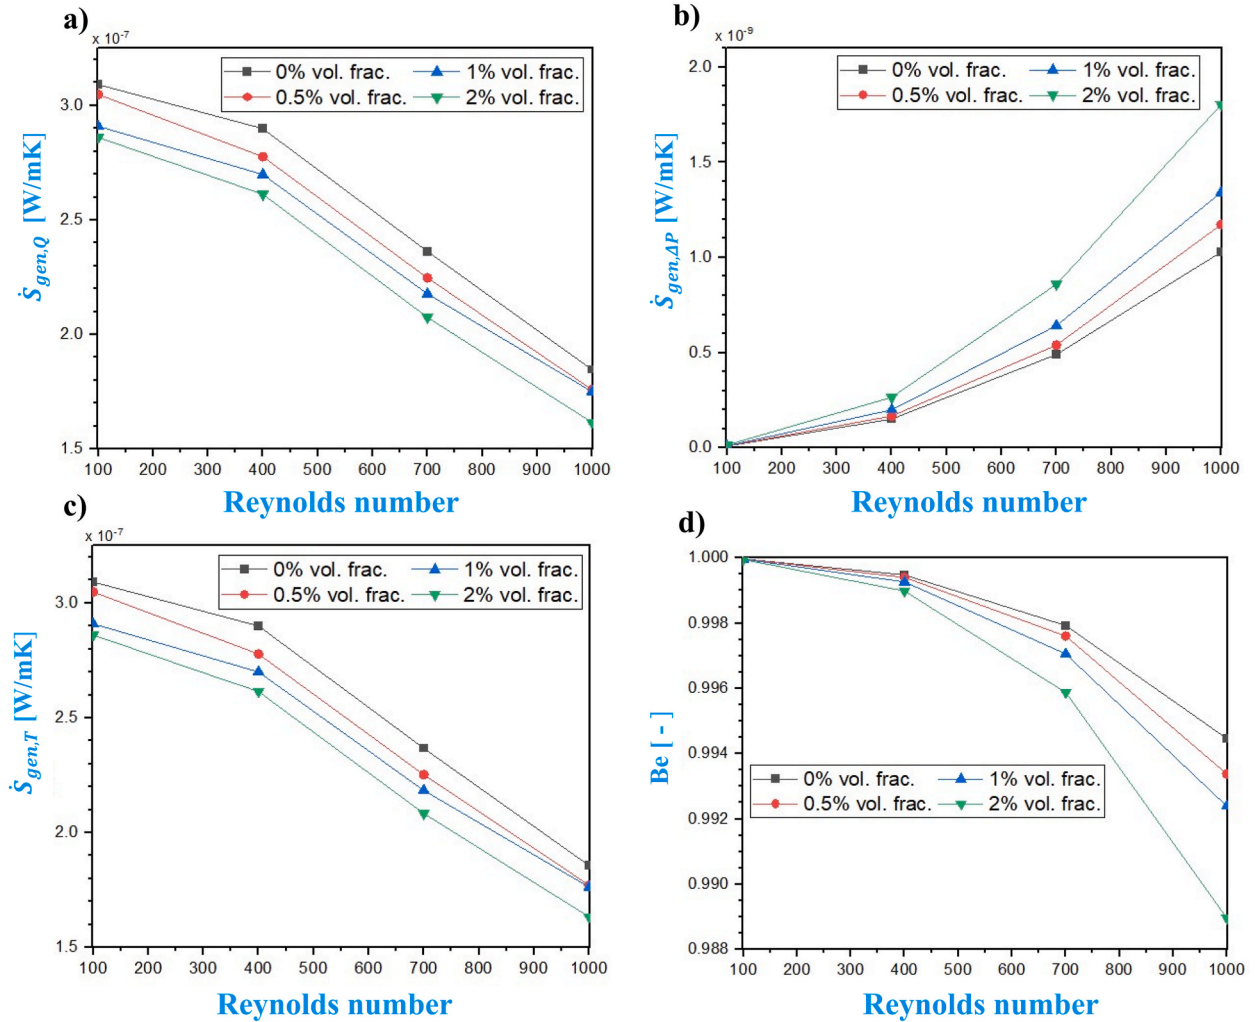 a)
x 10⁻⁷
0% vol. frac. 1% vol. frac.
0.5% vol. frac. 2% vol. frac.
3.0
2.5
2.0
1.5
Ṡgen,Q [W/mK]
100 200 300 400 500 600 700 800 900 1000
Reynolds number
b)
x 10⁻⁹
0% vol. frac. 1% vol. frac.
0.5% vol. frac. 2% vol. frac.
2.0
1.5
1.0
0.5
0.0
Ṡgen,ΔP [W/mK]
100 200 300 400 500 600 700 800 900 1000
Reynolds number
c)
x 10⁻⁷
0% vol. frac. 1% vol. frac.
0.5% vol. frac. 2% vol. frac.
3.0
2.5
2.0
1.5
Ṡgen,T [W/mK]
100 200 300 400 500 600 700 800 900 1000
Reynolds number
d)
1.000
0.998
0.996
0.994
0.992
0.990
0.988
Be [ - ]
0% vol. frac. 1% vol. frac.
0.5% vol. frac. 2% vol. frac.
100 200 300 400 500 600 700 800 900 1000
Reynolds number